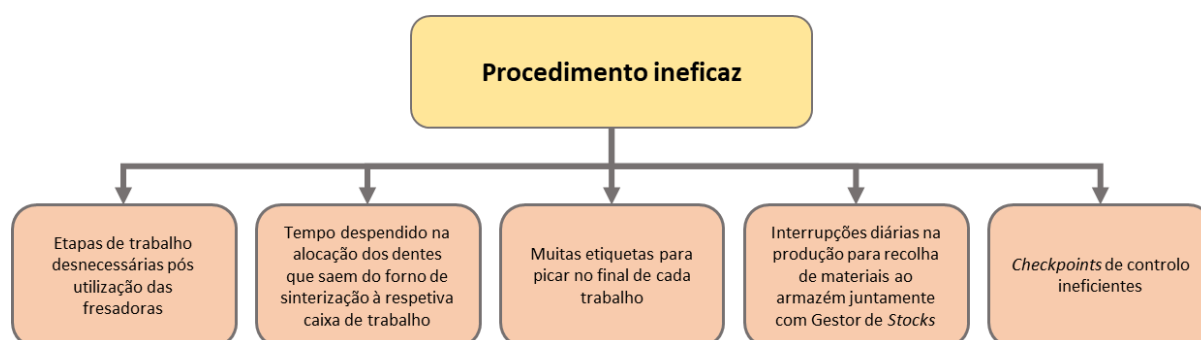 Procedimento ineficaz
Etapas de trabalho
desnecessárias pós
utilização das
fresadoras
Tempo despendido na
alocação dos dentes
que saem do forno de
sinterização à respetiva
caixa de trabalho
Muitas etiquetas para
picar no final de cada
trabalho
Interrupções diárias na
produção para recolha
de materiais ao
armazém juntamente
com Gestor de Stocks
Checkpoints de controlo
ineficientes